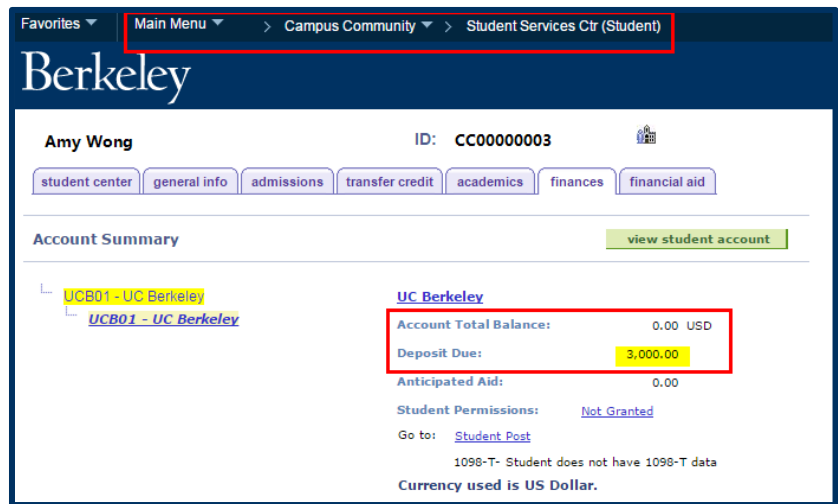 Favorites Main Menu > Campus Community > Student Services Ctr (Student)
Berkeley
Amy Wong ID: CC00000003
student center general info admissions transfer credit academics finances financial aid
Account Summary view student account
UCB01 - UC Berkeley UC Berkeley
UCB01 - UC Berkeley Account Total Balance: 0.00 USD
Deposit Due: 3,000.00
Anticipated Aid: 0.00
Student Permissions: Not Granted
Go to: Student Post
1098-T- Student does not have 1098-T data
Currency used is US Dollar.